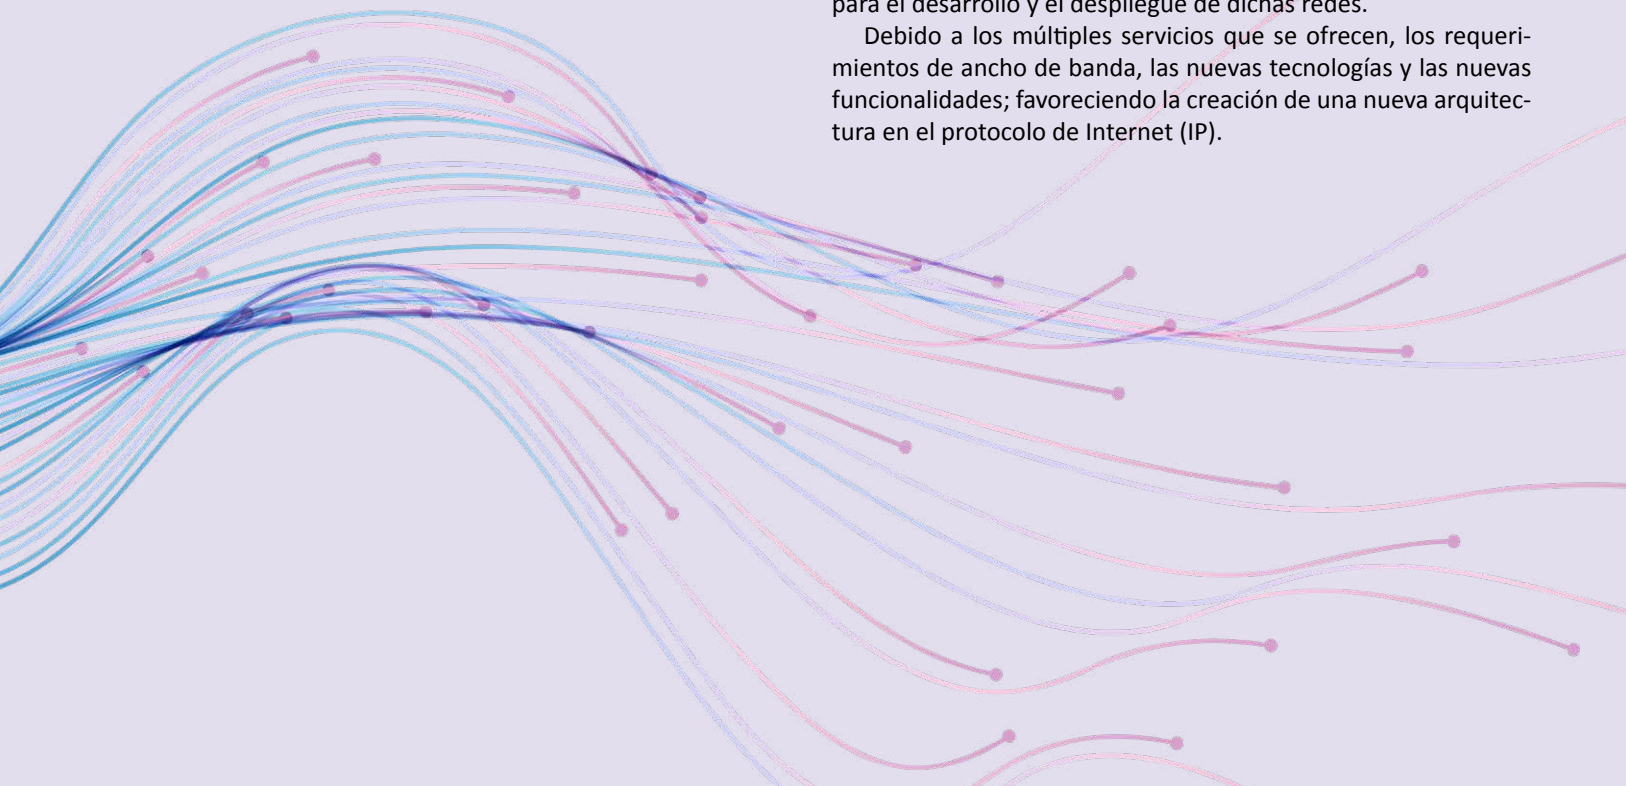 para el desarrollo y el despliegue de dichas redes.
Debido a los múltiples servicios que se ofrecen, los requeri-
mientos de ancho de banda, las nuevas tecnologías y las nuevas
funcionalidades; favoreciendo la creación de una nueva arquitec-
tura en el protocolo de Internet (IP).